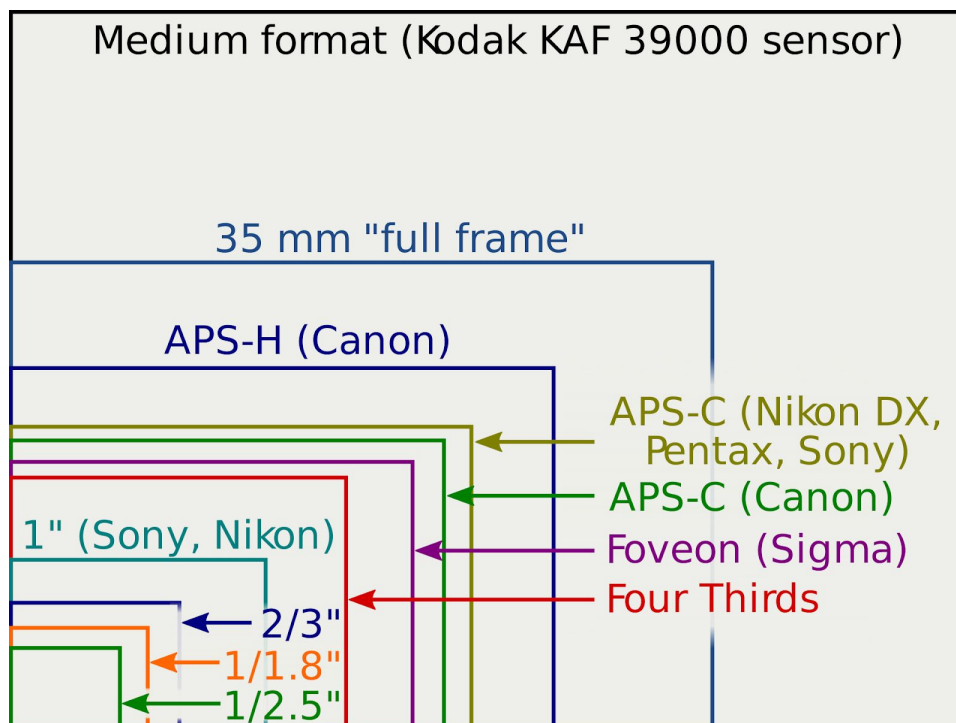 Medium format (Kodak KAF 39000 sensor)
35 mm "full frame"
APS-H (Canon)
APS-C (Nikon DX,
Pentax, Sony)
APS-C (Canon)
1" (Sony, Nikon)
Foveon (Sigma)
Four Thirds
2/3"
1/1.8"
1/2.5"